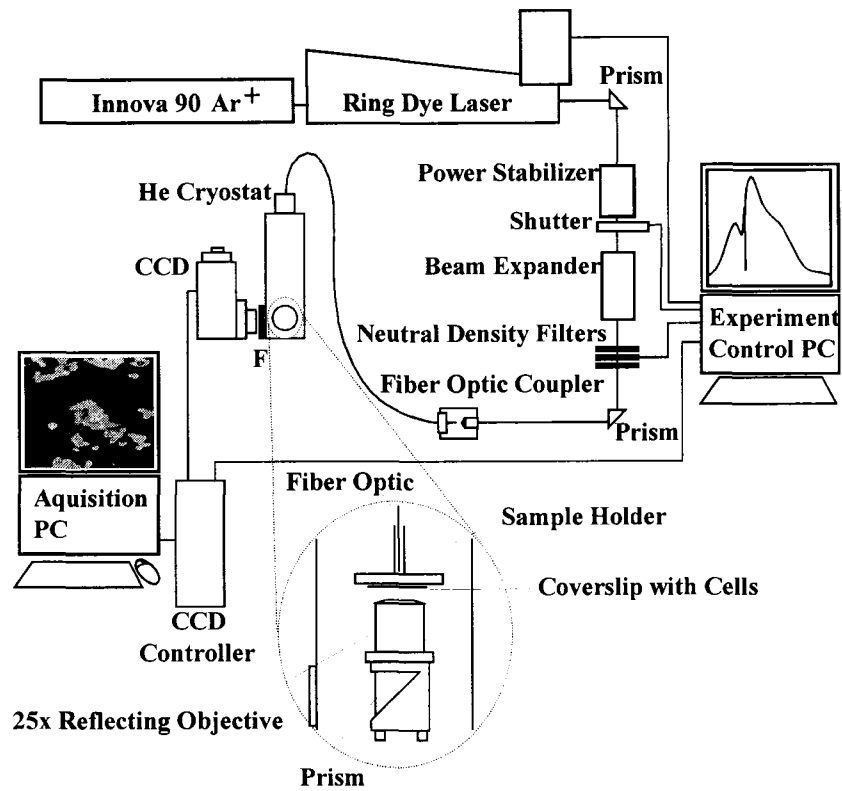 Innova 90 Ar+
Ring Dye Laser
Prism
Power Stabilizer
He Cryostat
Shutter
CCD
Beam Expander
Neutral Density Filters
Experiment
Control PC
F
Fiber Optic Coupler
Prism
Aquisition
PC
Fiber Optic
Sample Holder
Coverslip with Cells
CCD
Controller
25x Reflecting Objective
Prism